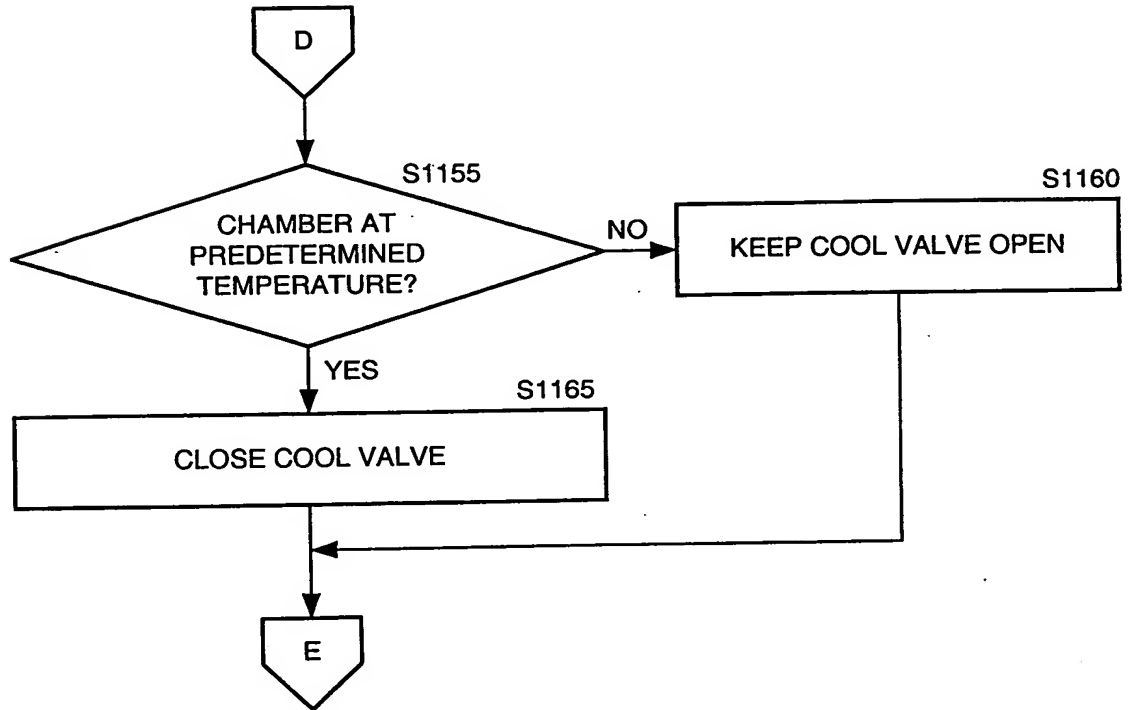 D
S1155
CHAMBER AT
PREDETERMINED
TEMPERATURE?
NO
S1160
KEEP COOL VALVE OPEN
YES
S1165
CLOSE COOL VALVE
E